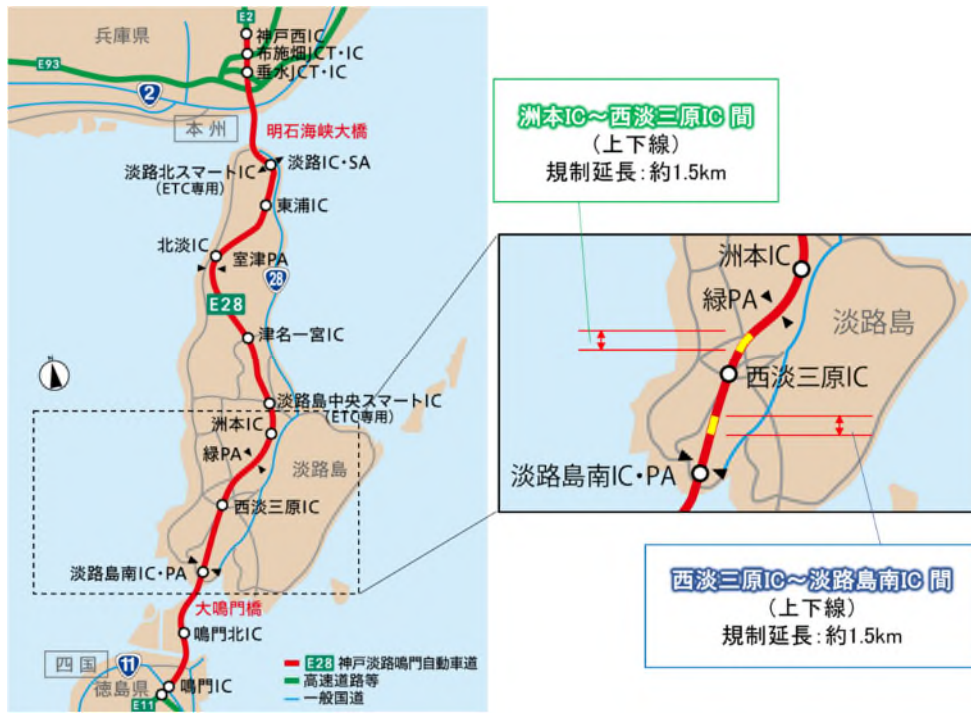 E2
兵庫県
神戸西IC
布施畑JCT・IC
垂水JCT・IC
E93
2
本州
明石海峡大橋
淡路IC・SA
淡路北スマートIC
(ETC専用)
東浦IC
北淡IC
室津PA
28
E28
津名一宮IC
N
淡路島中央スマートIC
(ETC専用)
洲本IC
緑PA
淡路島
西淡三原IC
淡路島南IC・PA
大鳴門橋
鳴門北IC
四国
11
徳島県
鳴門IC
E11
E28 神戸淡路鳴門自動車道
高速道路等
一般国道
洲本IC～西淡三原IC 間
(上下線)
規制延長:約1.5km
洲本IC
緑PA
淡路島
西淡三原IC
淡路島南IC・PA
西淡三原IC～淡路島南IC 間
(上下線)
規制延長:約1.5km